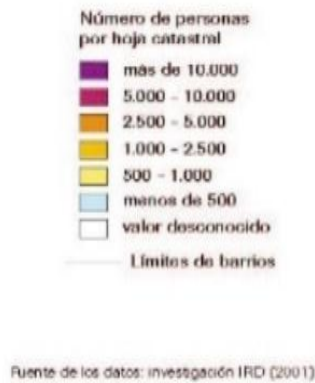 Número de personas
por hoja catastral
más de 10.000
5.000 - 10.000
2.500 - 5.000
1.000 - 2.500
500 - 1.000
menos de 500
valor desconocido
Límites de barrios
Fuente de los datos: investigación IRD (2001)